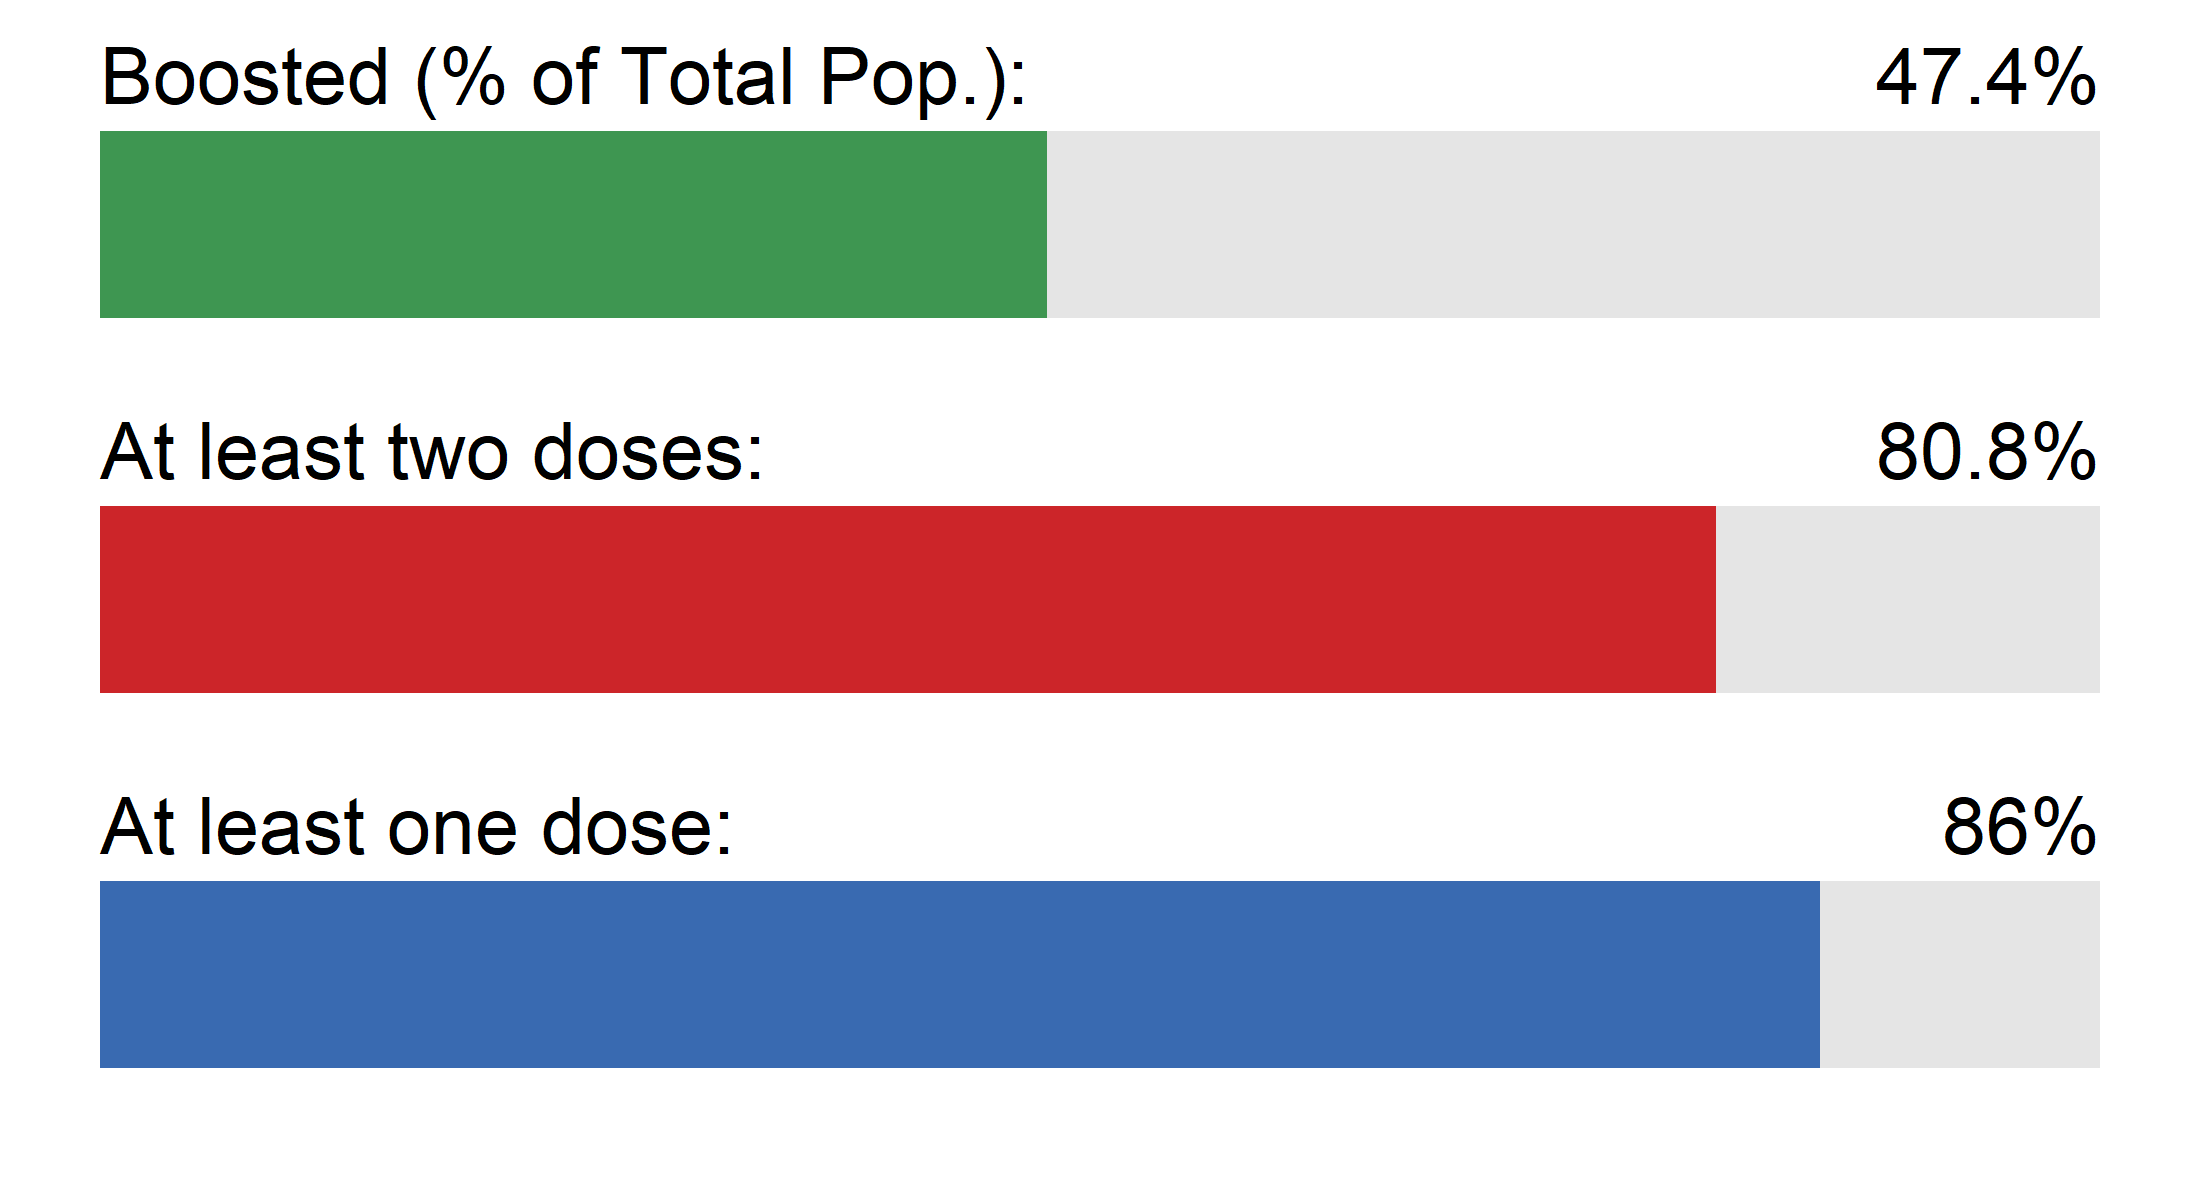 Boosted (% of Total Pop.): 47.4%
At least two doses: 80.8%
At least one dose: 86%